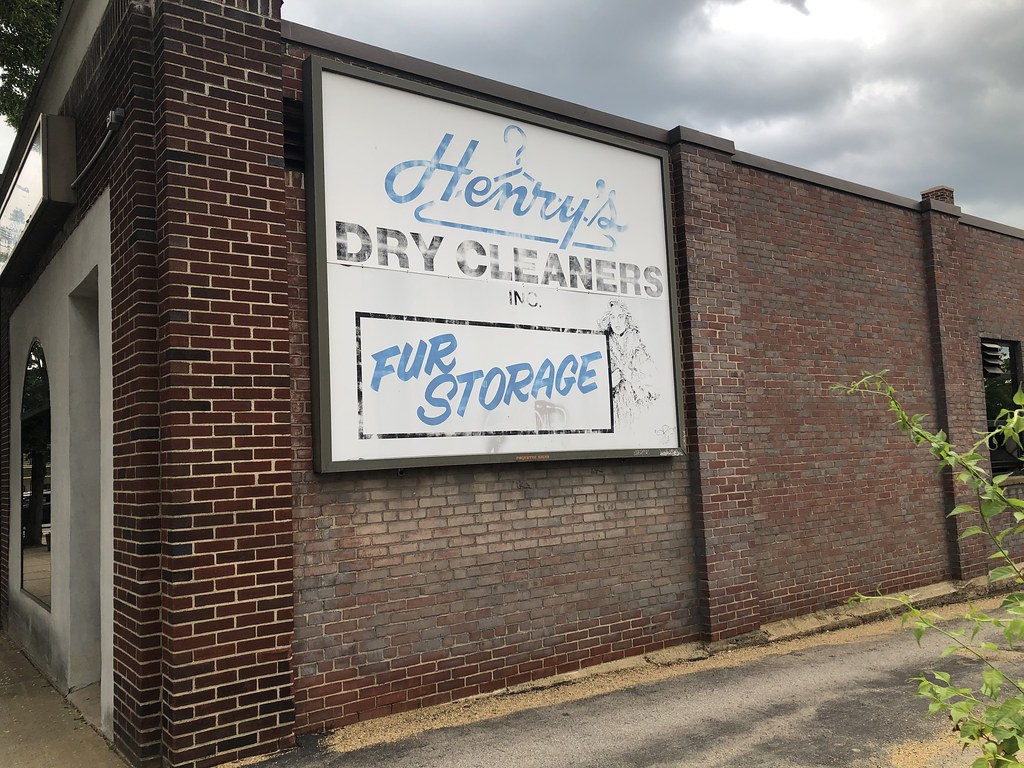 Henry's
DRY CLEANERS
INC.
FUR
STORAGE